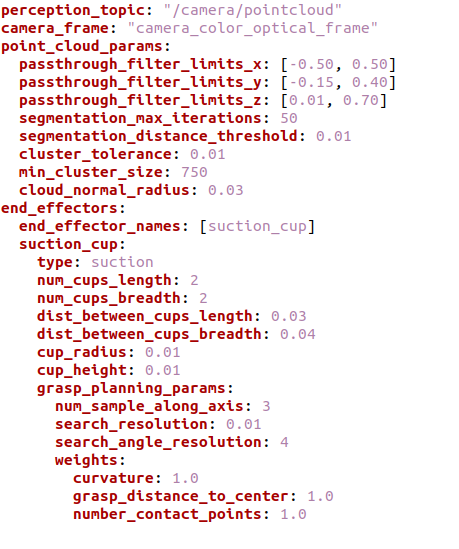 perception_topic: "/camera/pointcloud"
camera_frame: "camera_color_optical_frame"
point_cloud_params:
  passthrough_filter_limits_x: [-0.50, 0.50]
  passthrough_filter_limits_y: [-0.15, 0.40]
  passthrough_filter_limits_z: [0.01, 0.70]
  segmentation_max_iterations: 50
  segmentation_distance_threshold: 0.01
  cluster_tolerance: 0.01
  min_cluster_size: 750
  cloud_normal_radius: 0.03
end_effectors:
  end_effector_names: [suction_cup]
  suction_cup:
    type: suction
    num_cups_length: 2
    num_cups_breadth: 2
    dist_between_cups_length: 0.03
    dist_between_cups_breadth: 0.04
    cup_radius: 0.01
    cup_height: 0.01
    grasp_planning_params:
      num_sample_along_axis: 3
      search_resolution: 0.01
      search_angle_resolution: 4
      weights:
        curvature: 1.0
        grasp_distance_to_center: 1.0
        number_contact_points: 1.0